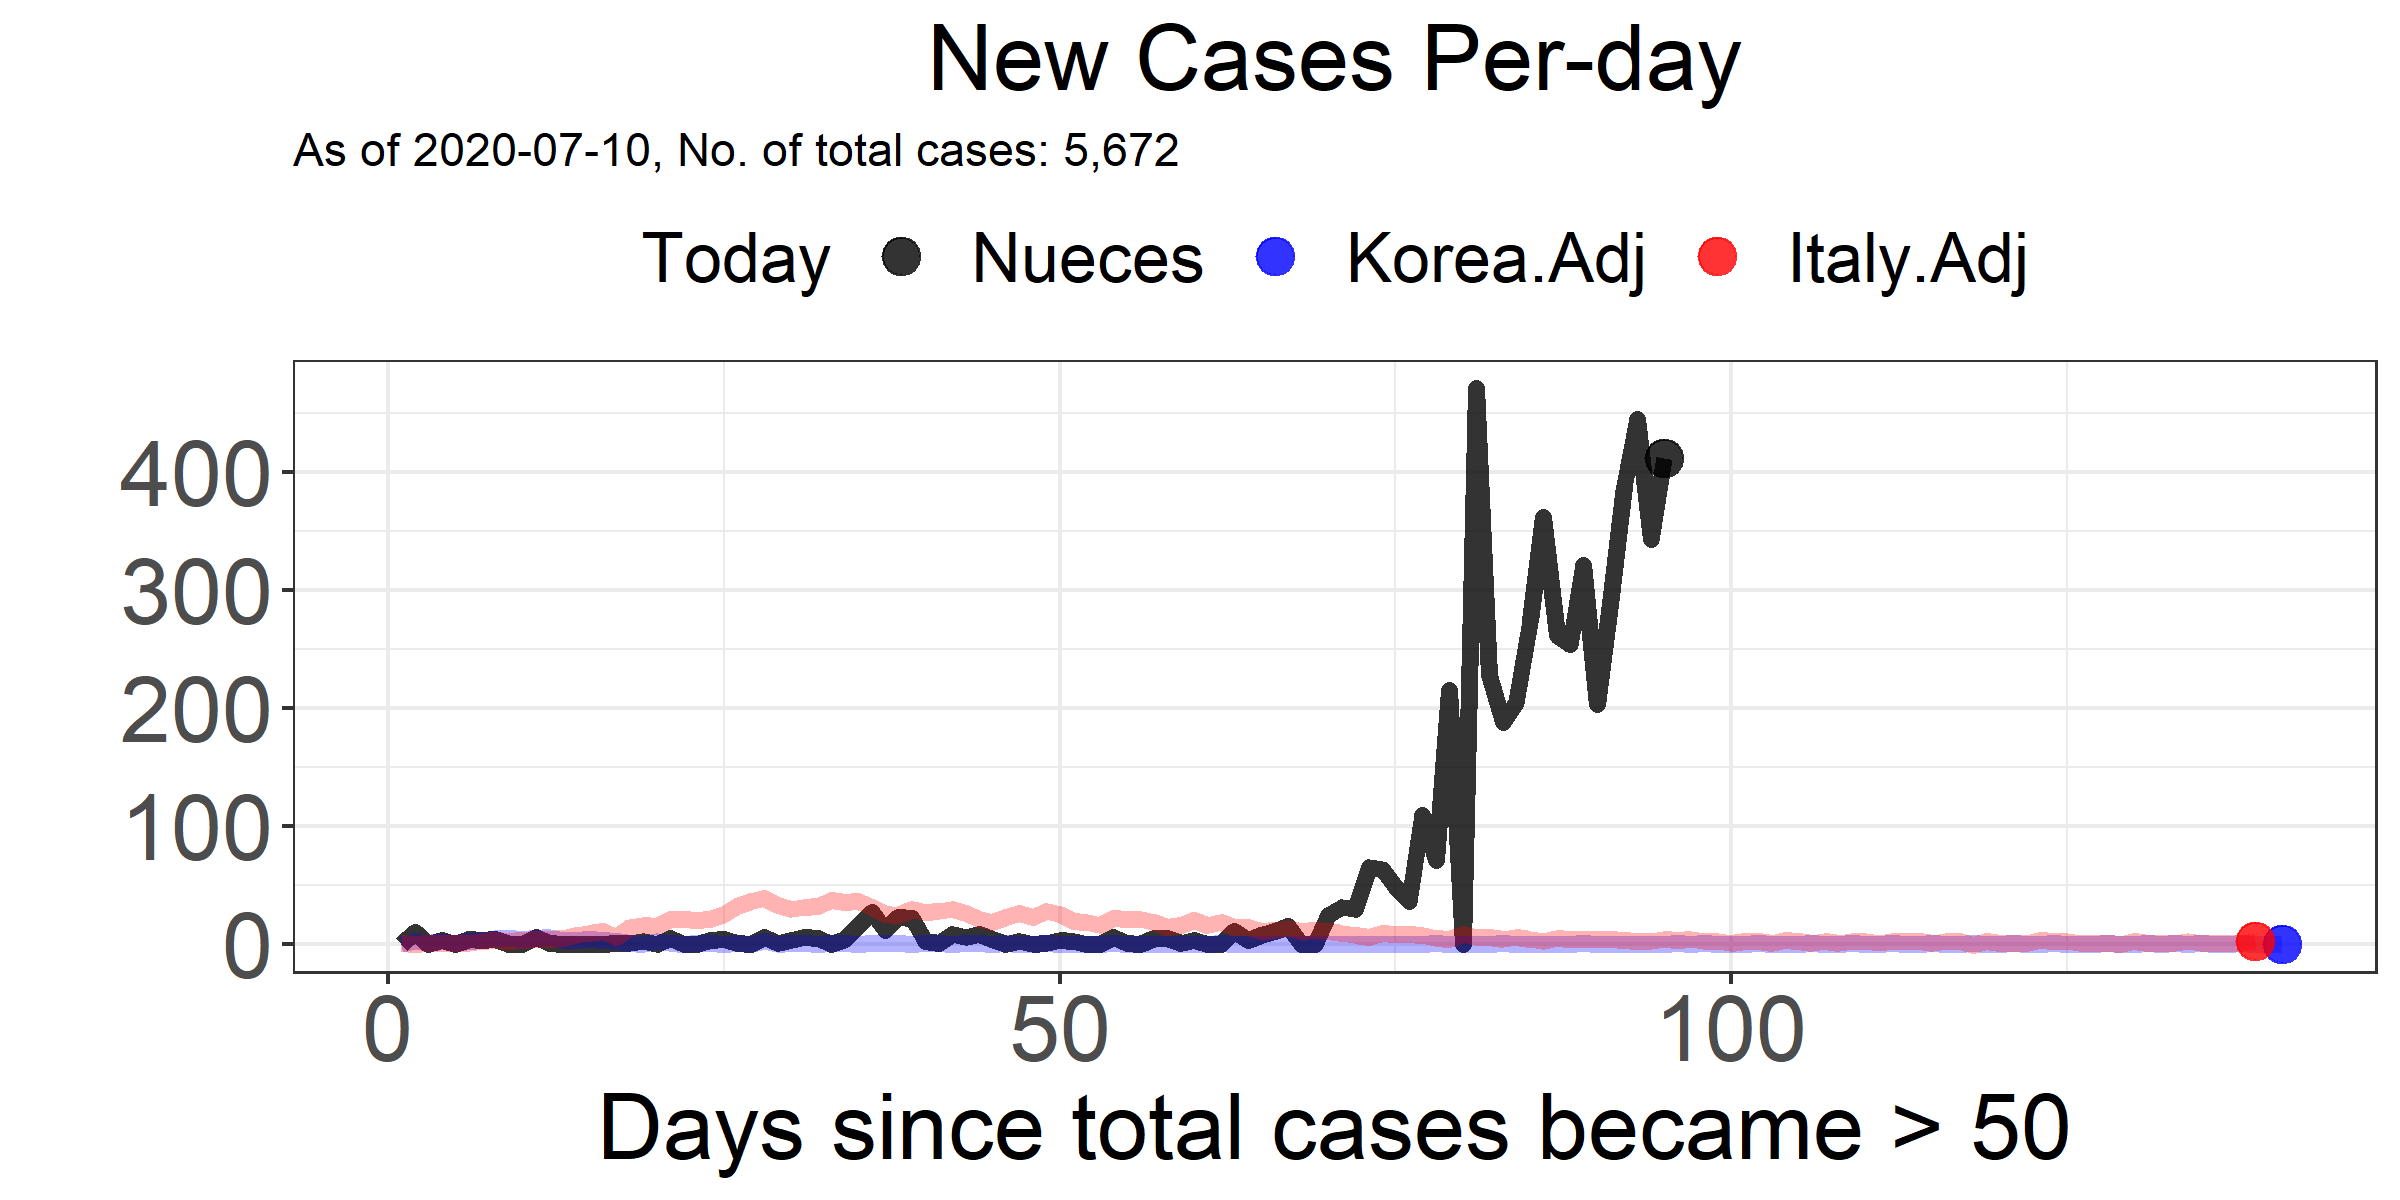 New Cases Per-day
As of 2020-07-10, No. of total cases: 5,672
Today Nueces Korea.Adj Italy.Adj
400
300
200
100
0
0 50 100
Days since total cases became > 50